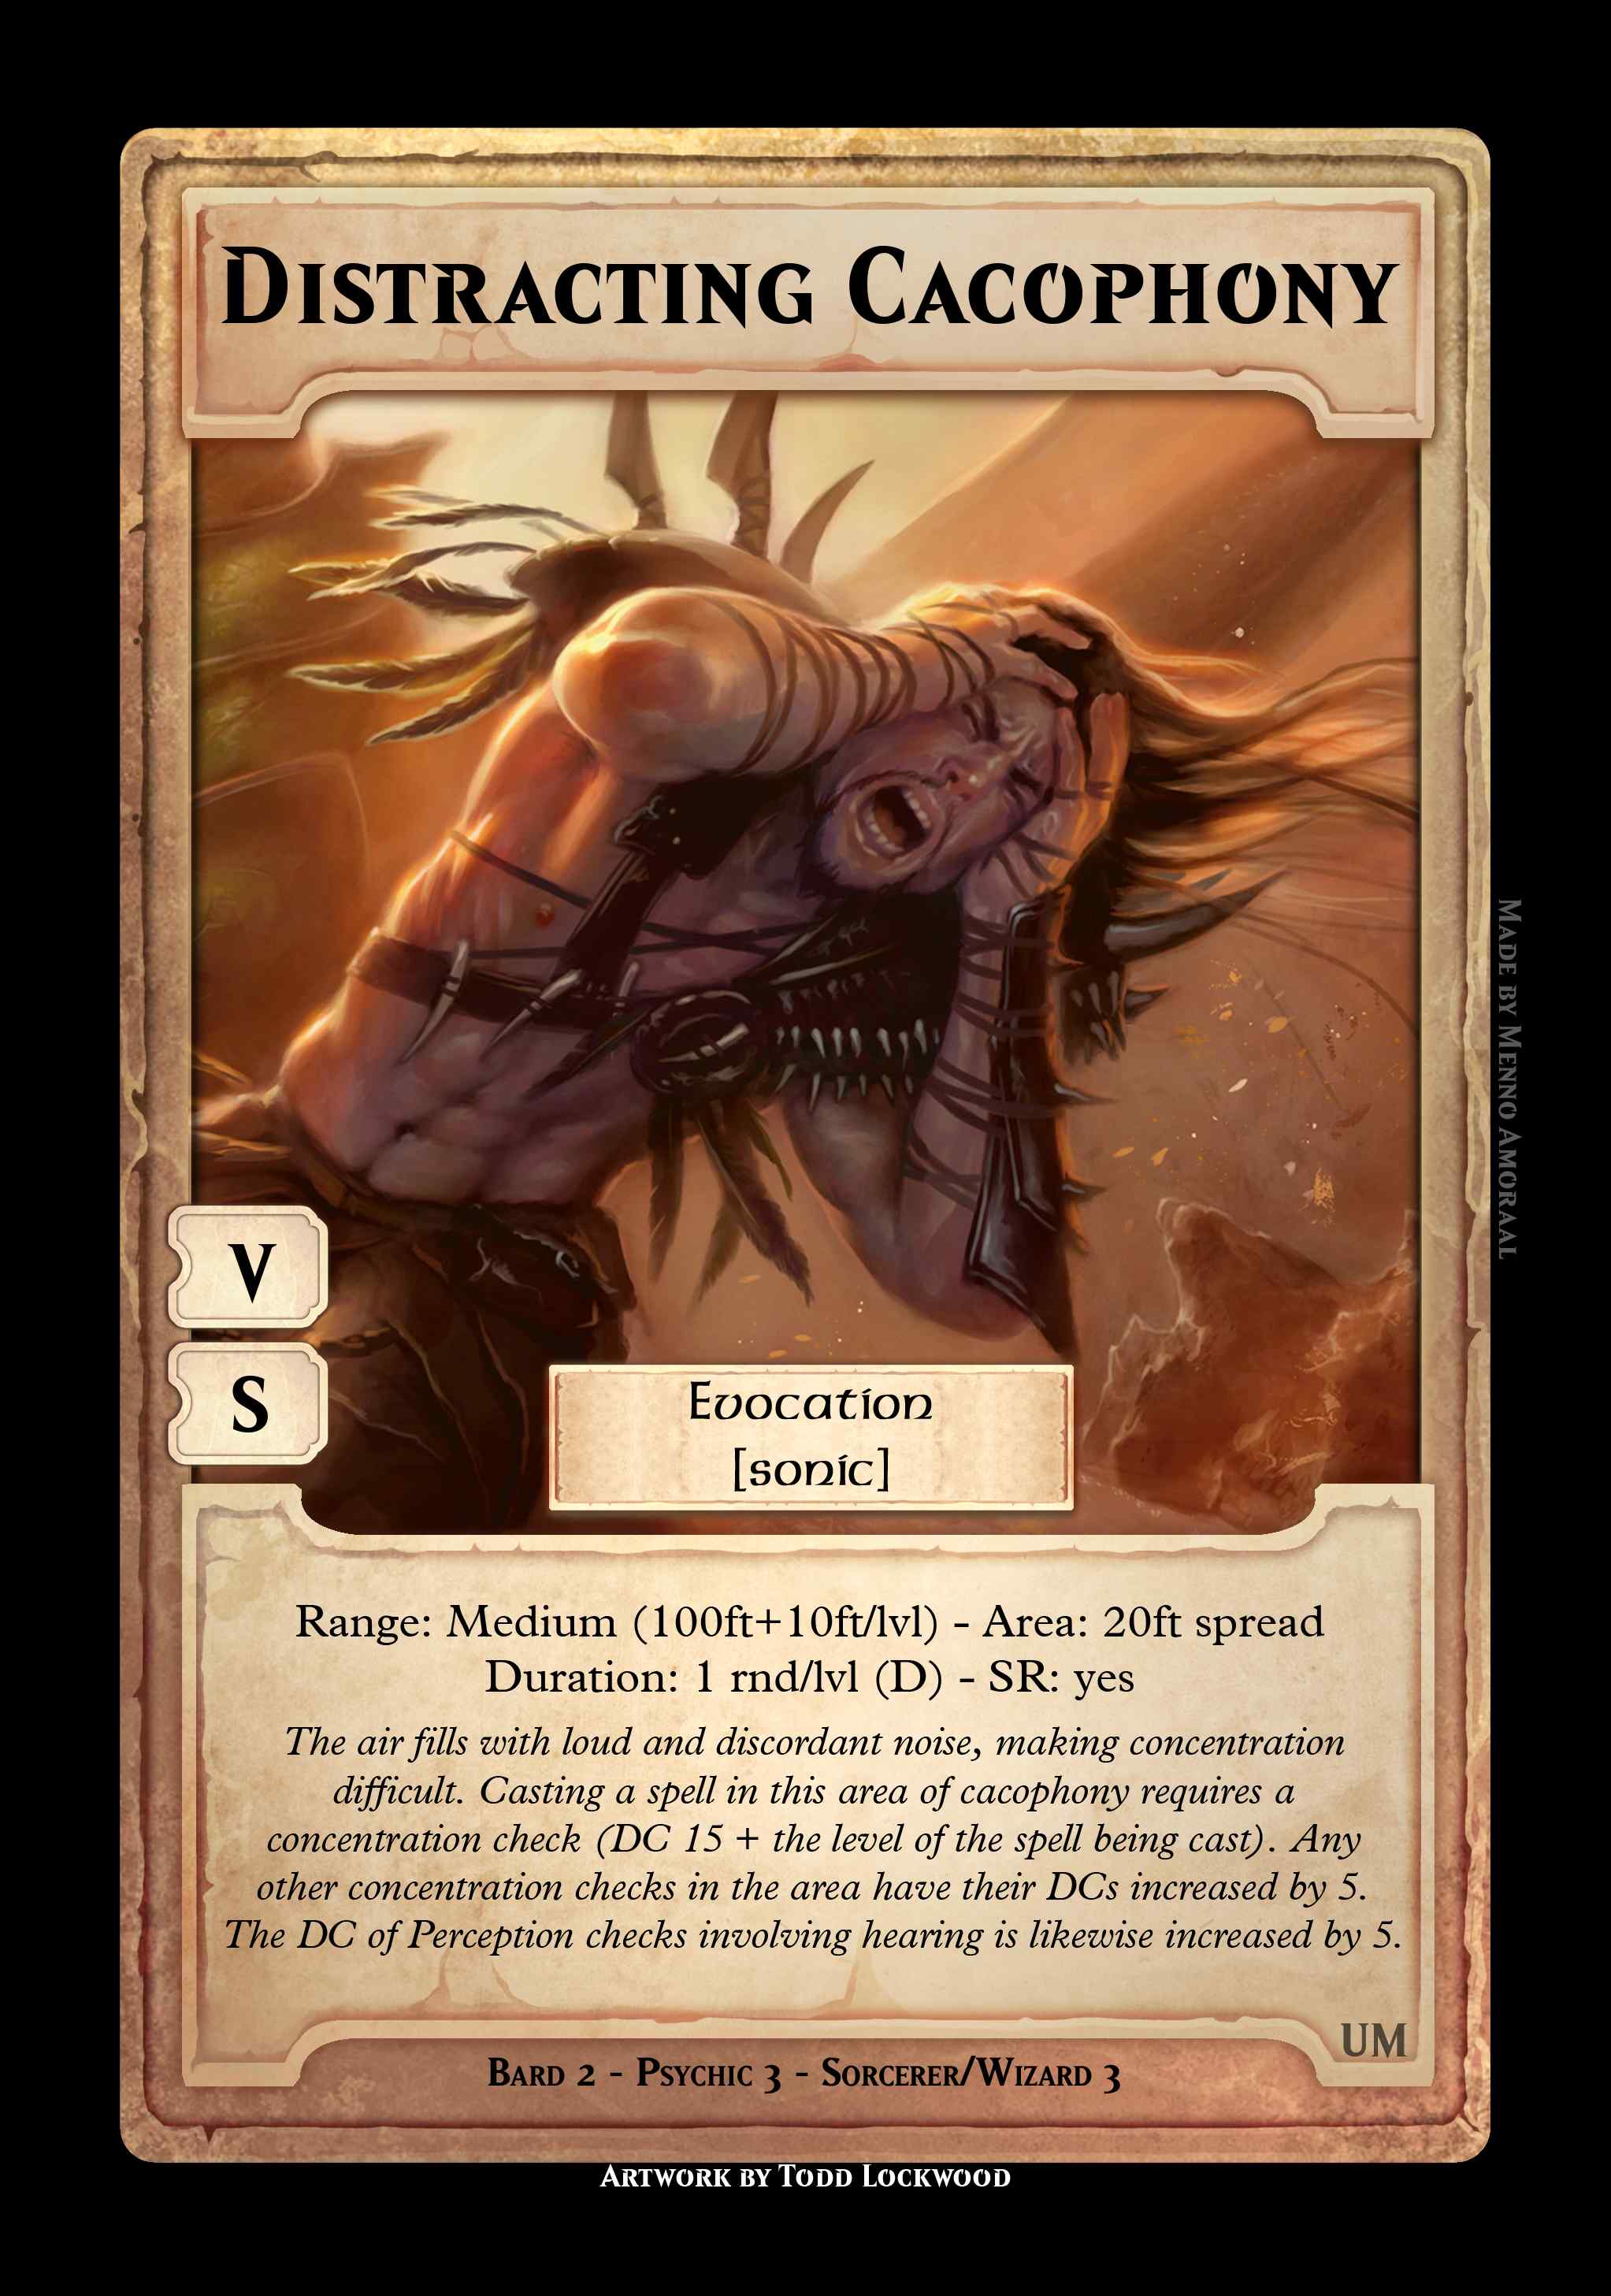 Distracting Cacophony
V
S
Evocation
[sonic]
Range: Medium (100ft+10ft/lvl) - Area: 20ft spread
Duration: 1 rnd/lvl (D) - SR: yes
The air fills with loud and discordant noise, making concentration
difficult. Casting a spell in this area of cacophony requires a
concentration check (DC 15 + the level of the spell being cast). Any
other concentration checks in the area have their DCs increased by 5.
The DC of Perception checks involving hearing is likewise increased by 5.
UM
Bard 2 - Psychic 3 - Sorcerer/Wizard 3
Artwork by Todd Lockwood
Made by Menno Amoraal